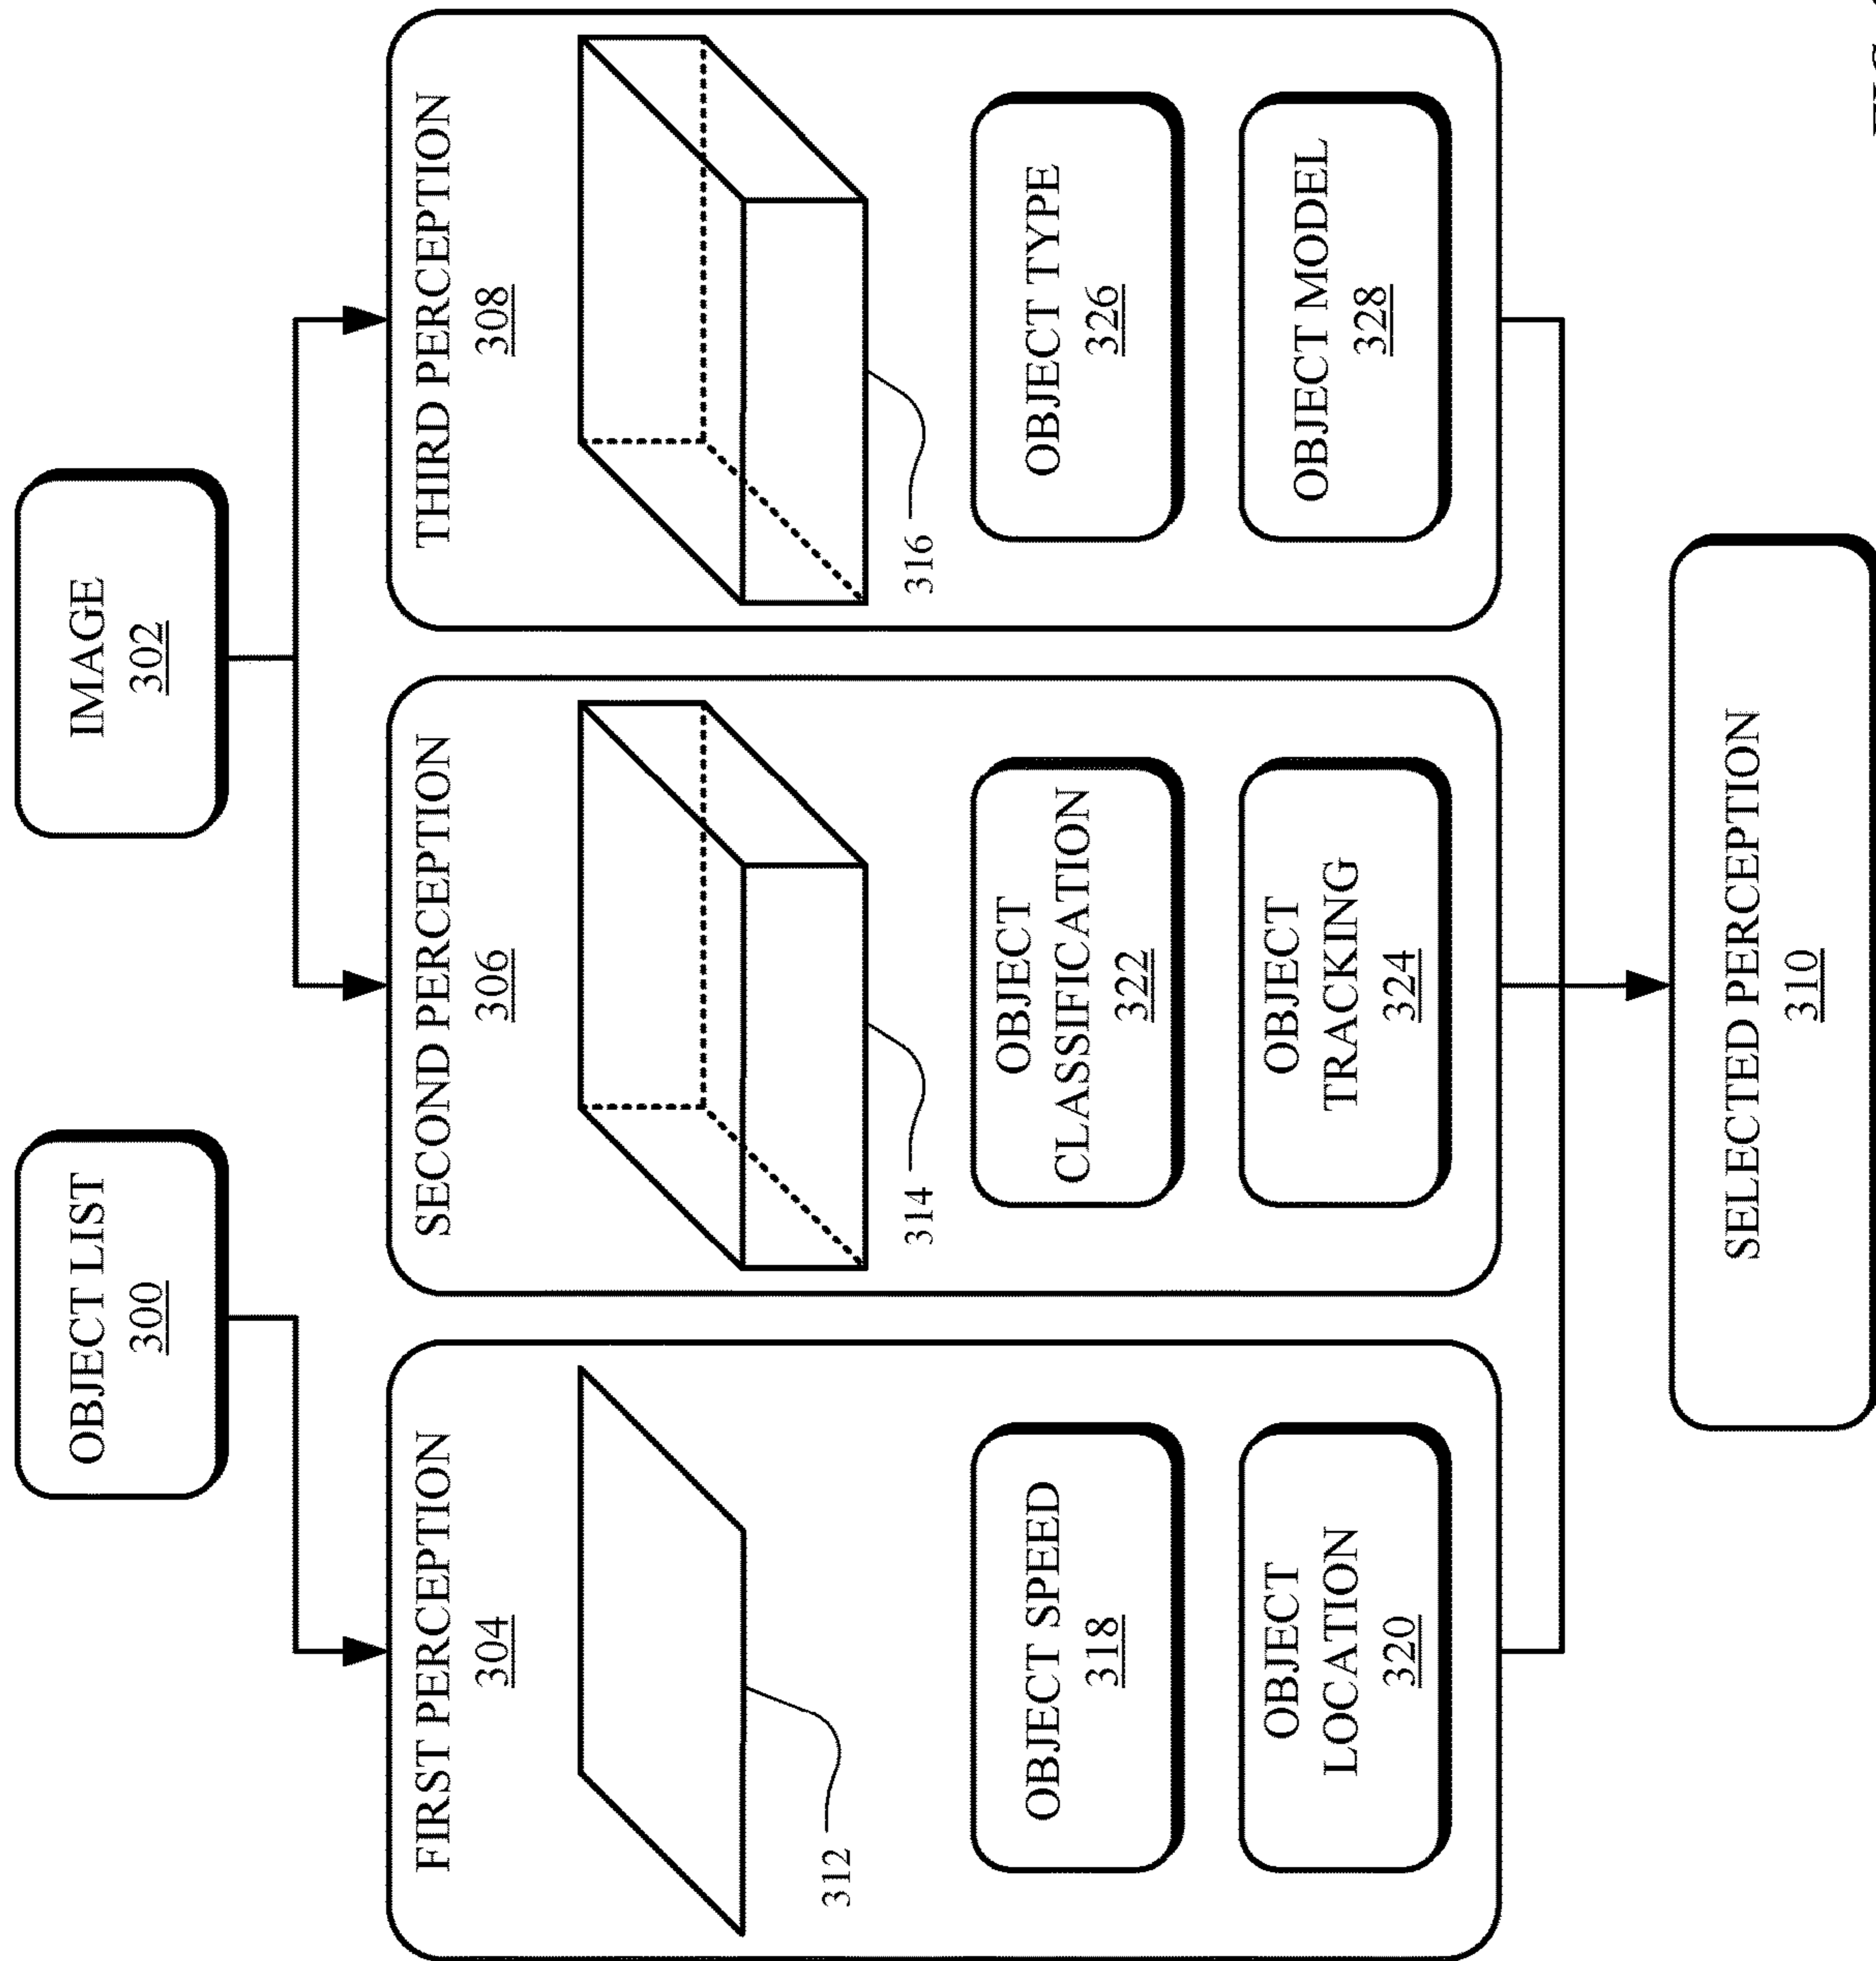 OBJECT LIST
300
IMAGE
302
FIRST PERCEPTION
304
312
OBJECT SPEED
318
OBJECT
LOCATION
320
SECOND PERCEPTION
306
314
OBJECT
CLASSIFICATION
322
OBJECT
TRACKING
324
THIRD PERCEPTION
308
316
OBJECT TYPE
326
OBJECT MODEL
328
SELECTED PERCEPTION
310